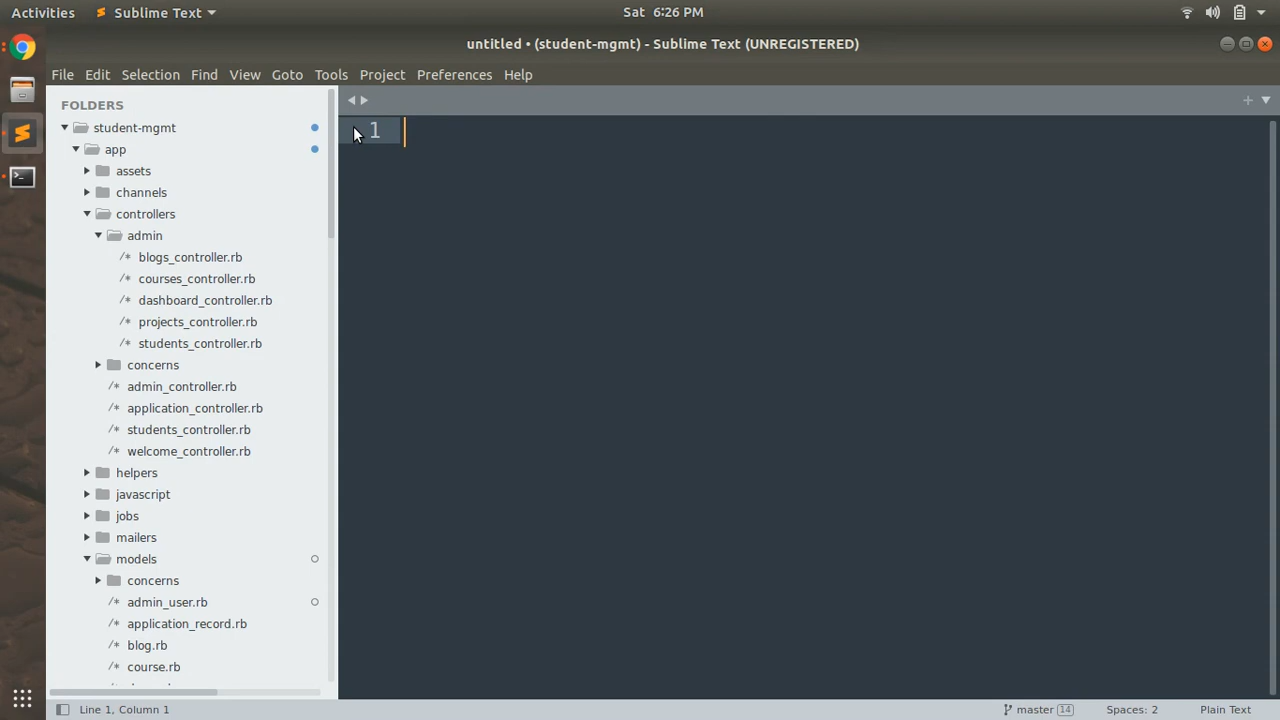 Activities
Sublime Text
Sat 6:26 PM
untitled • (student-mgmt) - Sublime Text (UNREGISTERED)
File Edit Selection Find View Goto Tools Project Preferences Help
FOLDERS
student-mgmt
app
assets
channels
controllers
admin
/* blogs_controller.rb
/* courses_controller.rb
/* dashboard_controller.rb
/* projects_controller.rb
/* students_controller.rb
concerns
/* admin_controller.rb
/* application_controller.rb
/* students_controller.rb
/* welcome_controller.rb
helpers
javascript
jobs
mailers
models
concerns
/* admin_user.rb
/* application_record.rb
/* blog.rb
/* course.rb
1
Line 1, Column 1
master 14
Spaces: 2
Plain Text